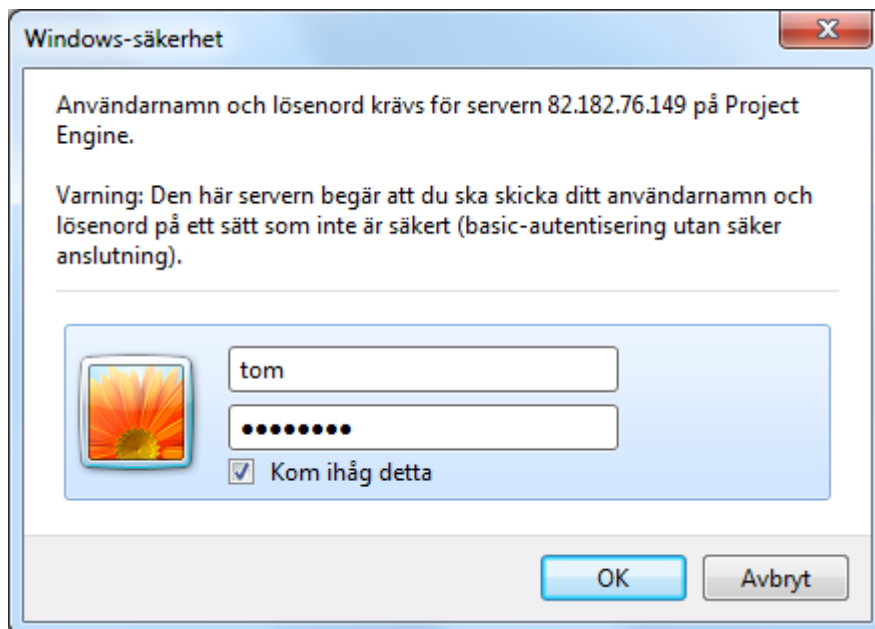 Windows-säkerhet
Användarnamn och lösenord krävs för servern 82.182.76.149 på Project
Engine.
Varning: Den här servern begär att du ska skicka ditt användarnamn och
lösenord på ett sätt som inte är säkert (basic-autentisering utan säker
anslutning).
tom
●●●●●●●●
Kom ihåg detta
OK
Avbryt